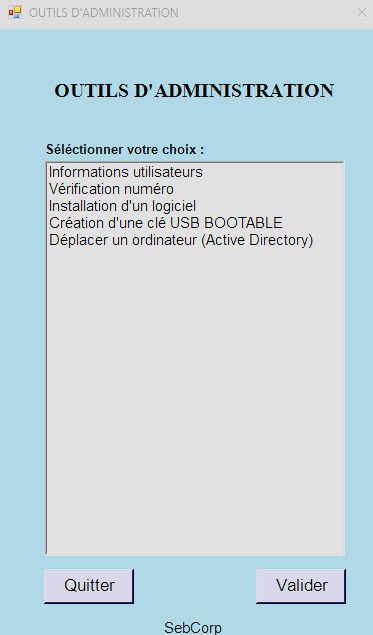 OUTILS D'ADMINISTRATION
OUTILS D'ADMINISTRATION
Séléctionner votre choix :
Informations utilisateurs
Vérification numéro
Installation d'un logiciel
Création d'une clé USB BOOTABLE
Déplacer un ordinateur (Active Directory)
Quitter Valider
SebCorp